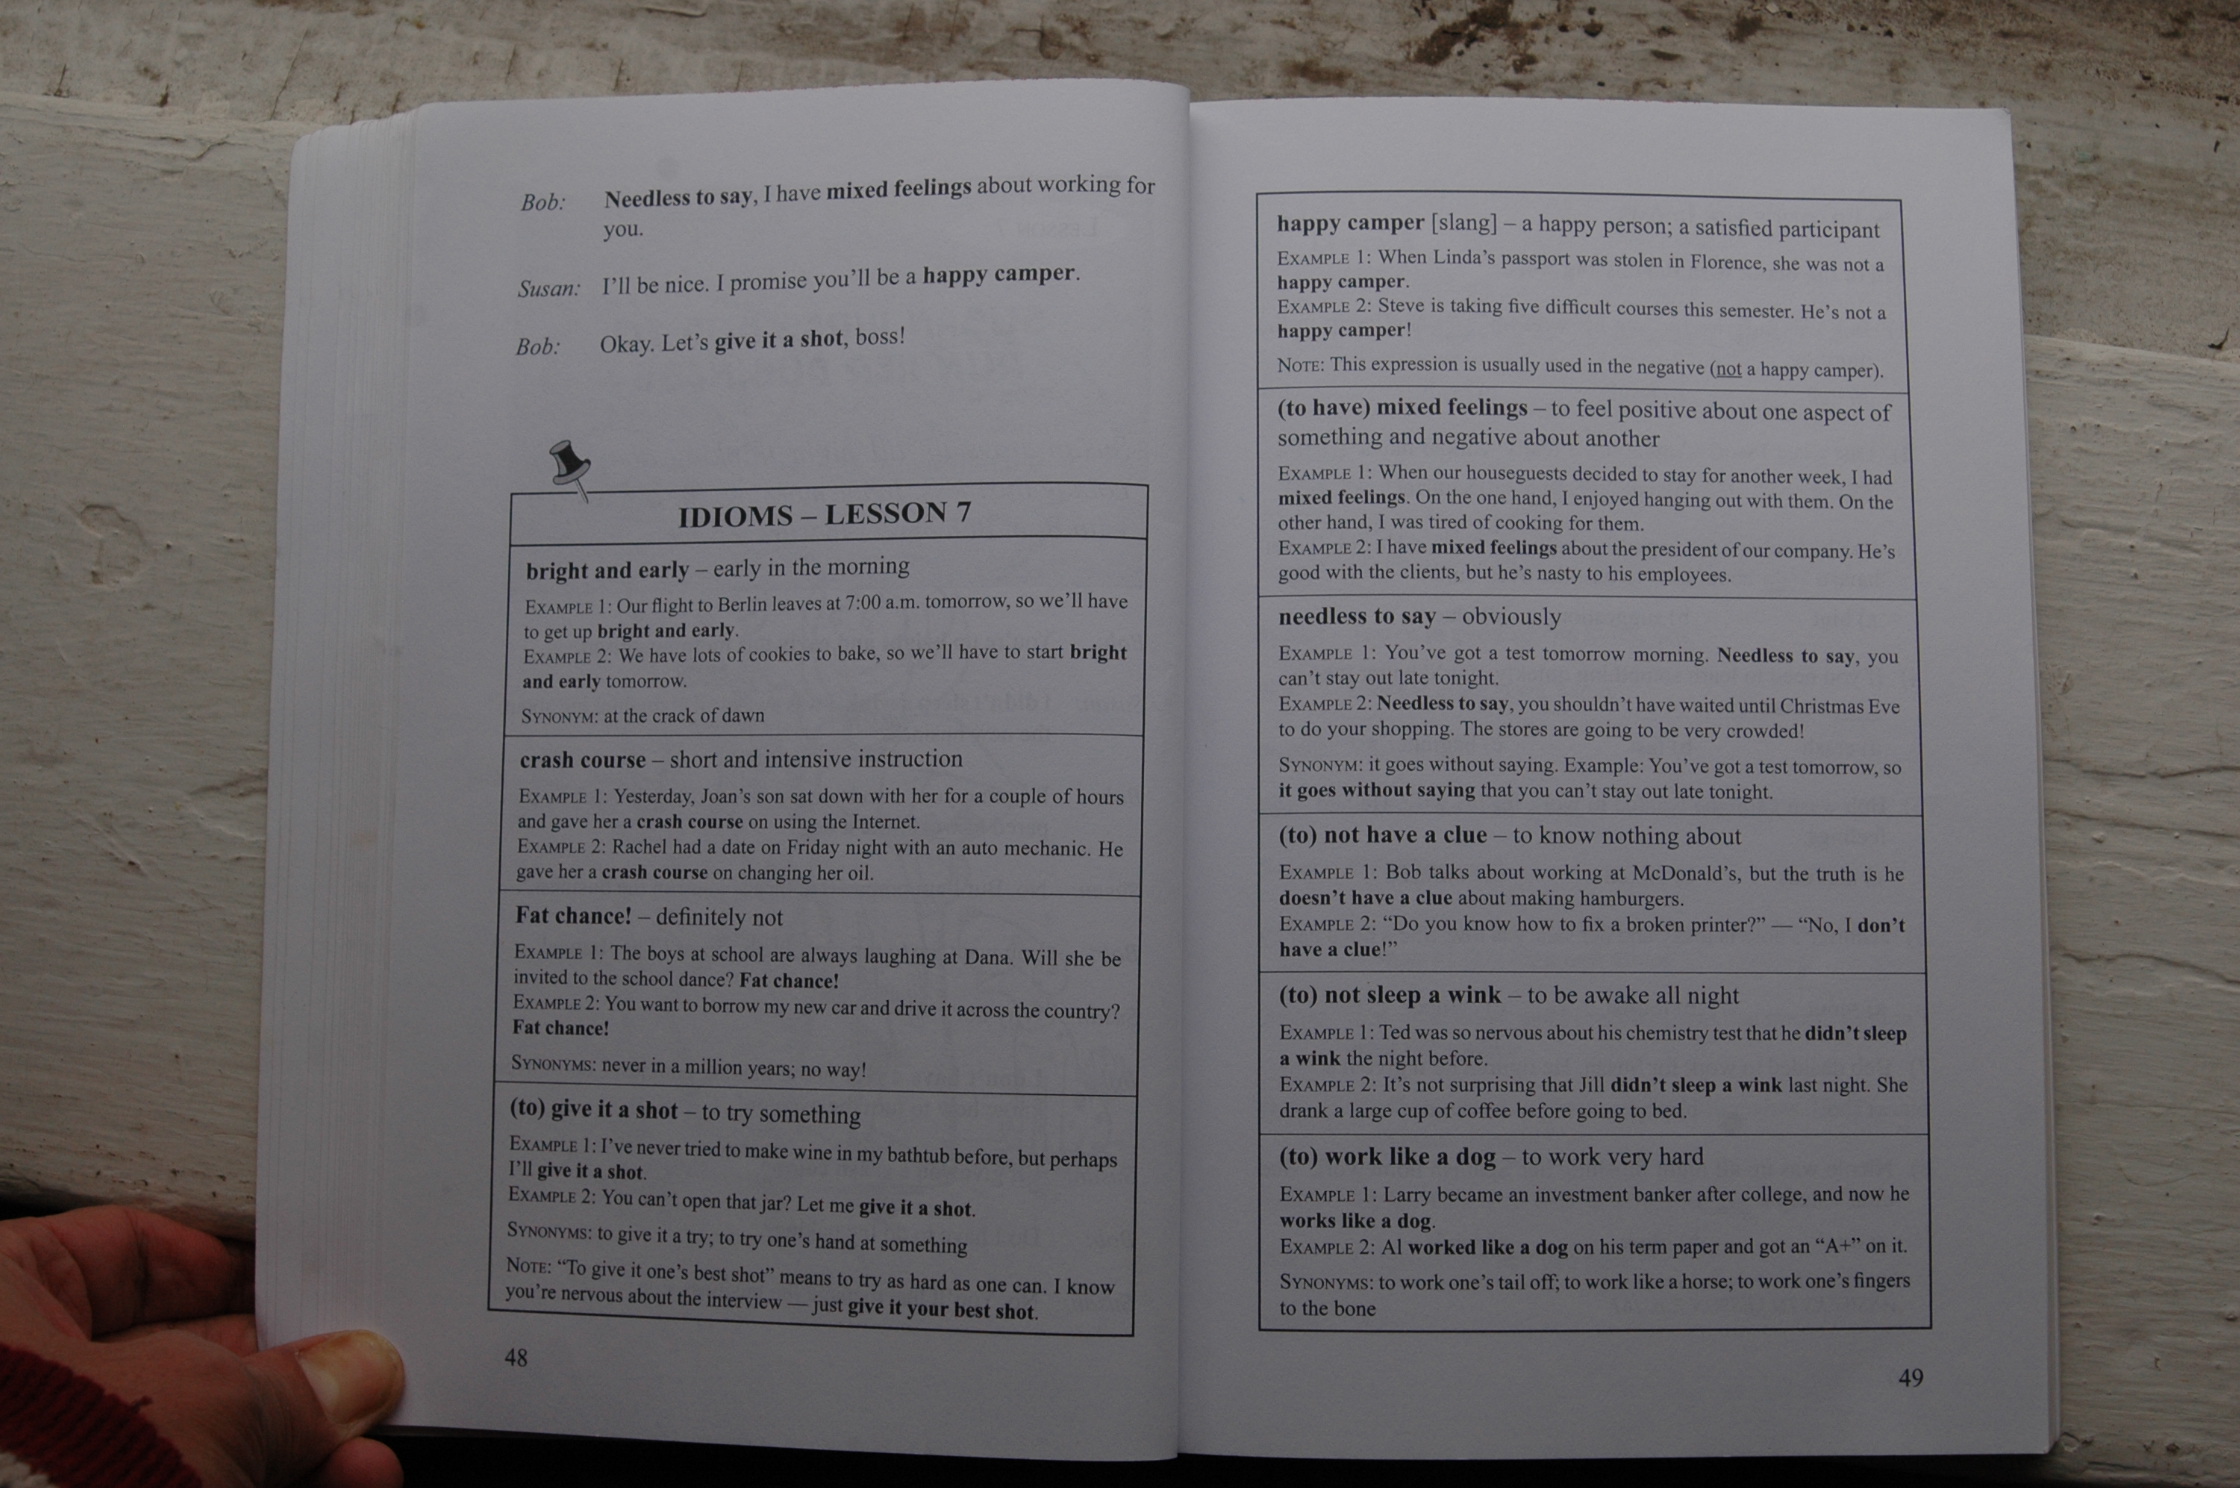 Bob: Needless to say, I have mixed feelings about working for
you.
Susan: I'll be nice. I promise you'll be a happy camper.
Bob: Okay. Let's give it a shot, boss!
IDIOMS – LESSON 7
bright and early – early in the morning
EXAMPLE 1: Our flight to Berlin leaves at 7:00 a.m. tomorrow, so we'll have
to get up bright and early.
EXAMPLE 2: We have lots of cookies to bake, so we'll have to start bright
and early tomorrow.
SYNONYM: at the crack of dawn
crash course – short and intensive instruction
EXAMPLE 1: Yesterday, Joan's son sat down with her for a couple of hours
and gave her a crash course on using the Internet.
EXAMPLE 2: Rachel had a date on Friday night with an auto mechanic. He
gave her a crash course on changing her oil.
Fat chance! – definitely not
EXAMPLE 1: The boys at school are always laughing at Dana. Will she be
invited to the school dance? Fat chance!
EXAMPLE 2: You want to borrow my new car and drive it across the country?
Fat chance!
SYNONYMS: never in a million years; no way!
(to) give it a shot – to try something
EXAMPLE 1: I've never tried to make wine in my bathtub before, but perhaps
I'll give it a shot.
EXAMPLE 2: You can't open that jar? Let me give it a shot.
SYNONYMS: to give it a try; to try one's hand at something
NOTE: "To give it one's best shot" means to try as hard as one can. I know
you're nervous about the interview — just give it your best shot.
48
happy camper [slang] – a happy person; a satisfied participant
EXAMPLE 1: When Linda's passport was stolen in Florence, she was not a
happy camper.
EXAMPLE 2: Steve is taking five difficult courses this semester. He's not a
happy camper!
NOTE: This expression is usually used in the negative (not a happy camper).
(to have) mixed feelings – to feel positive about one aspect of
something and negative about another
EXAMPLE 1: When our houseguests decided to stay for another week, I had
mixed feelings. On the one hand, I enjoyed hanging out with them. On the
other hand, I was tired of cooking for them.
EXAMPLE 2: I have mixed feelings about the president of our company. He's
good with the clients, but he's nasty to his employees.
needless to say – obviously
EXAMPLE 1: You've got a test tomorrow morning. Needless to say, you
can't stay out late tonight.
EXAMPLE 2: Needless to say, you shouldn't have waited until Christmas Eve
to do your shopping. The stores are going to be very crowded!
SYNONYM: it goes without saying. Example: You've got a test tomorrow, so
it goes without saying that you can't stay out late tonight.
(to) not have a clue – to know nothing about
EXAMPLE 1: Bob talks about working at McDonald's, but the truth is he
doesn't have a clue about making hamburgers.
EXAMPLE 2: "Do you know how to fix a broken printer?" — "No, I don't
have a clue!"
(to) not sleep a wink – to be awake all night
EXAMPLE 1: Ted was so nervous about his chemistry test that he didn't sleep
a wink the night before.
EXAMPLE 2: It's not surprising that Jill didn't sleep a wink last night. She
drank a large cup of coffee before going to bed.
(to) work like a dog – to work very hard
EXAMPLE 1: Larry became an investment banker after college, and now he
works like a dog.
EXAMPLE 2: Al worked like a dog on his term paper and got an "A+" on it.
SYNONYMS: to work one's tail off; to work like a horse; to work one's fingers
to the bone
49